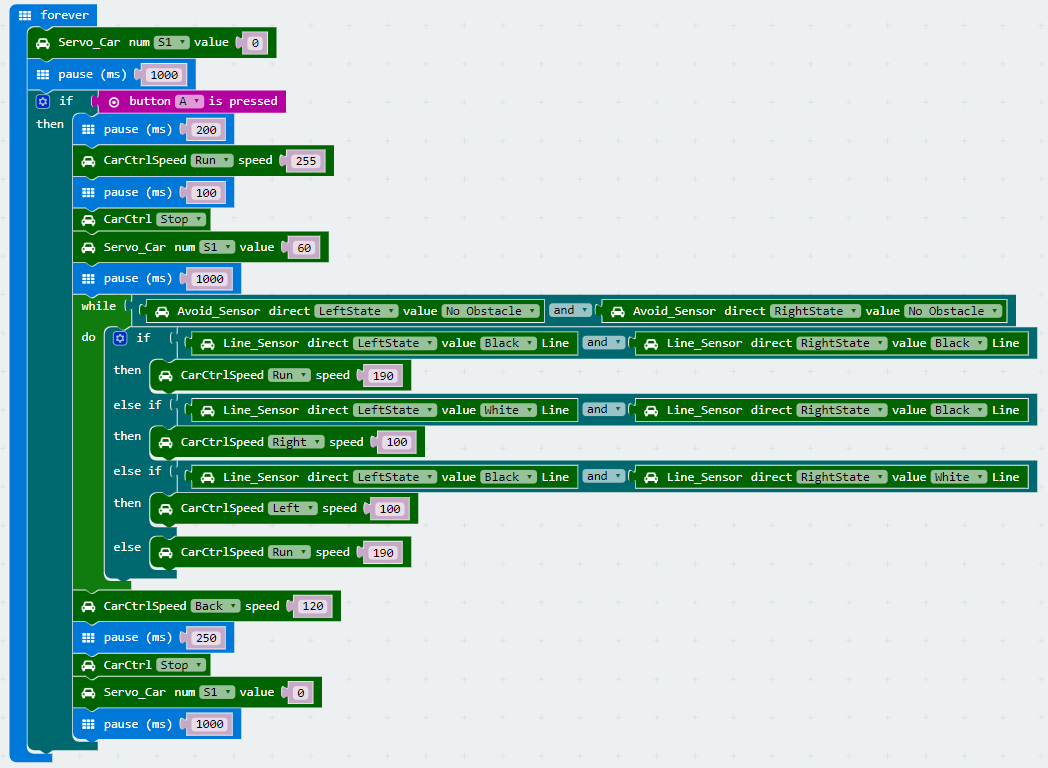 forever
Servo_Car num S1 value 0
pause (ms) 1000
if button A is pressed
then
pause (ms) 200
CarCtrlSpeed Run speed 255
pause (ms) 100
CarCtrl Stop
Servo_Car num S1 value 60
pause (ms) 1000
while Avoid_Sensor direct LeftState value No Obstacle and Avoid_Sensor direct RightState value No Obstacle
do if Line_Sensor direct LeftState value Black Line and Line_Sensor direct RightState value Black Line
then CarCtrlSpeed Run speed 190
else if Line_Sensor direct LeftState value White Line and Line_Sensor direct RightState value Black Line
then CarCtrlSpeed Right speed 100
else if Line_Sensor direct LeftState value Black Line and Line_Sensor direct RightState value White Line
then CarCtrlSpeed Left speed 100
else CarCtrlSpeed Run speed 190
CarCtrlSpeed Back speed 120
pause (ms) 250
CarCtrl Stop
Servo_Car num S1 value 0
pause (ms) 1000